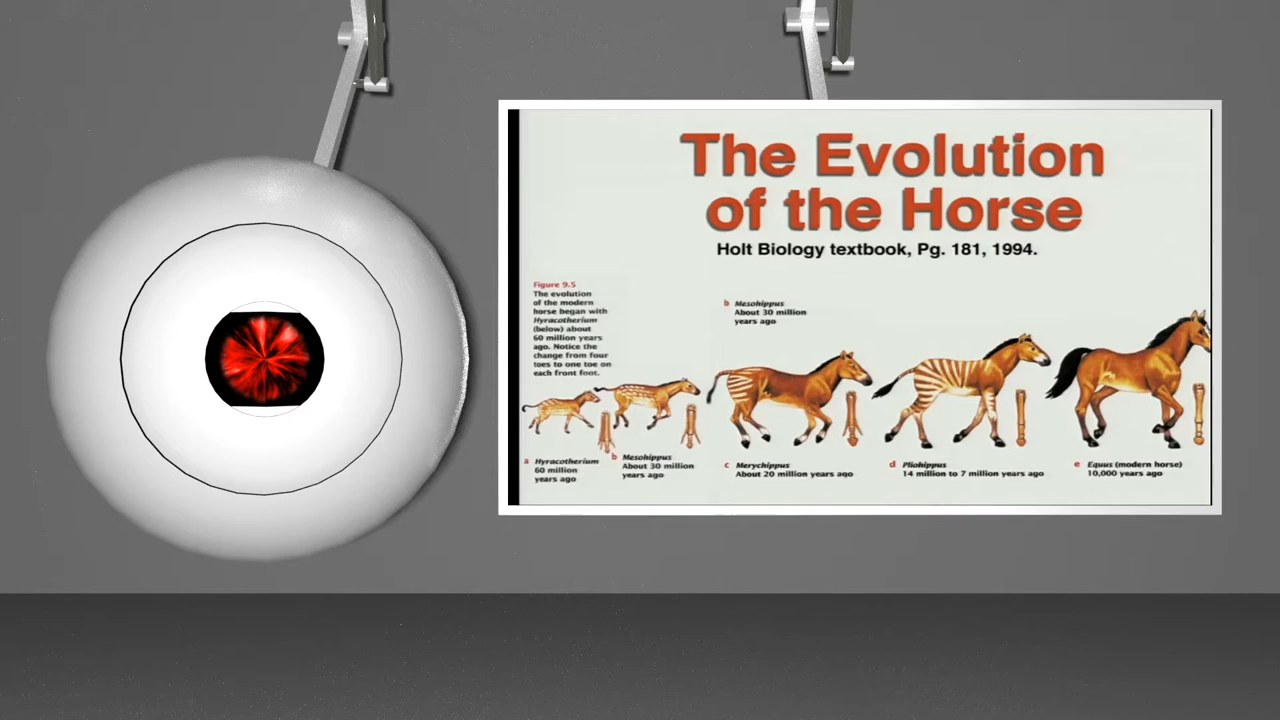 The Evolution
of the Horse
Holt Biology textbook, Pg. 181, 1994.
Figure 9.5
The evolution
of the modern
horse began with
Hyracotherium
(below) about
60 million years
ago. Notice the
change from four
toes to one toe on
each front foot.
b Mesohippus
About 30 million
years ago
a Hyracotherium
60 million
years ago
b Mesohippus
About 30 million
years ago
c Merychippus
About 20 million years ago
d Pliohippus
14 million to 7 million years ago
e Equus (modern horse)
10,000 years ago